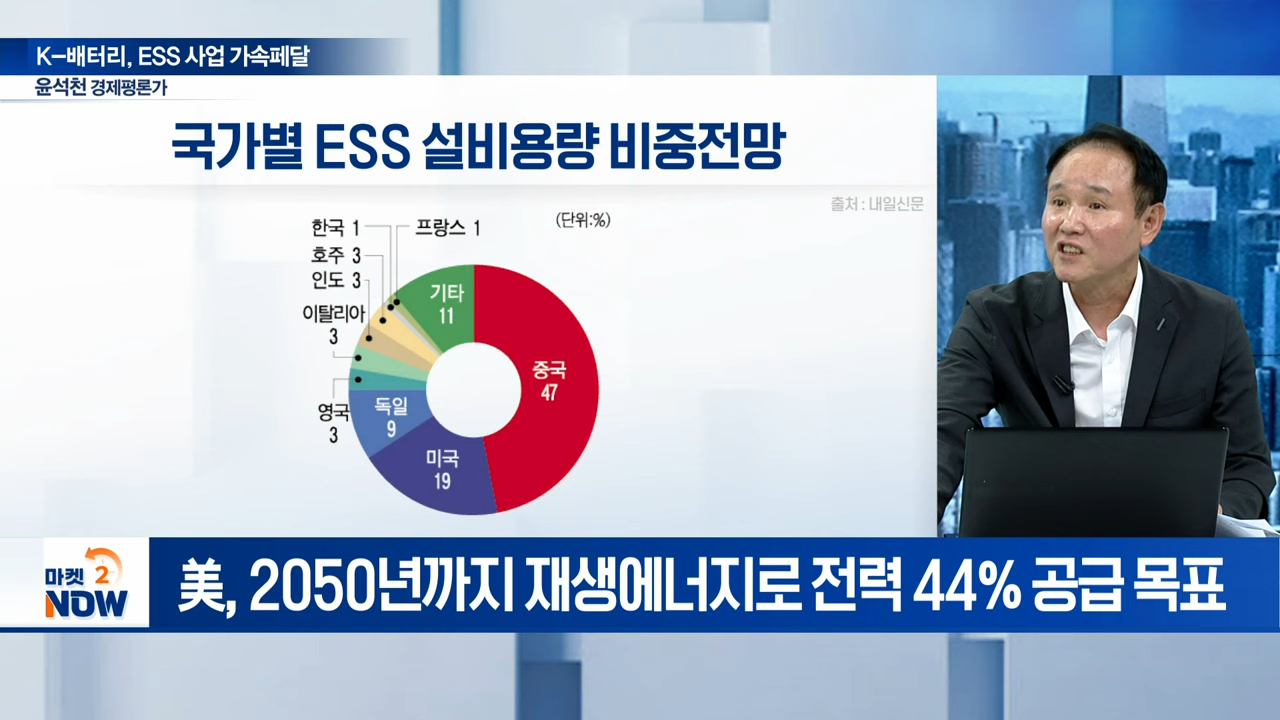 K-배터리, ESS 사업 가속페달
윤석천 경제평론가
국가별 ESS 설비용량 비중전망
출처 : 내일신문
(단위:%)
한국 1
프랑스 1
호주 3
인도 3
이탈리아
3
영국
3
기타
11
중국
47
독일
9
미국
19
마켓 2
NOW
美, 2050년까지 재생에너지로 전력 44% 공급 목표